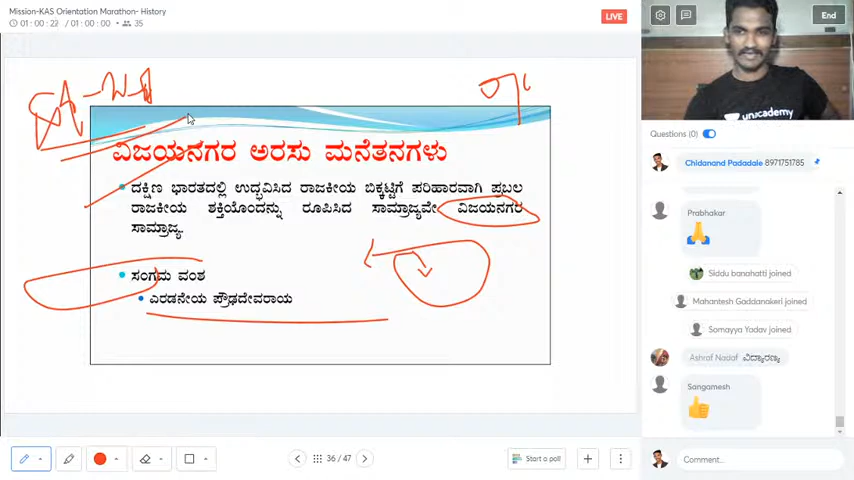 Mission-KAS Orientation Marathon- History
01:00:23 / 01:00:00 35
LIVE
End
ವಿಜಯನಗರ ಅರಸು ಮನೆತನಗಳು
ದಕ್ಷಿಣ ಭಾರತದಲ್ಲಿ ಉದ್ಭವಿಸಿದ ರಾಜಕೀಯ ಬಿಕ್ಕಟ್ಟಿಗೆ ಪರಿಹಾರವಾಗಿ ಪ್ರಬಲ
ರಾಜಕೀಯ ಶಕ್ತಿಯೊಂದನ್ನು ರೂಪಿಸಿದ ಸಾಮ್ರಾಜ್ಯವೇ ವಿಜಯನಗರ
ಸಾಮ್ರಾಜ್ಯ.
ಸಂಗಮ ವಂಶ
ಎರಡನೇಯ ಪ್ರೌಢದೇವರಾಯ
unacademy
Questions (0)
Chidanand Padadale 8971751785
Prabhakar
Siddu banahatti joined
Mahantesh Gaddanokeri joined
Somayya Yadav joined
Ashraf Nadaf ವಿದ್ಯಾರಣ್ಯ
Sangamesh
36 / 47
Start a poll
Comment...